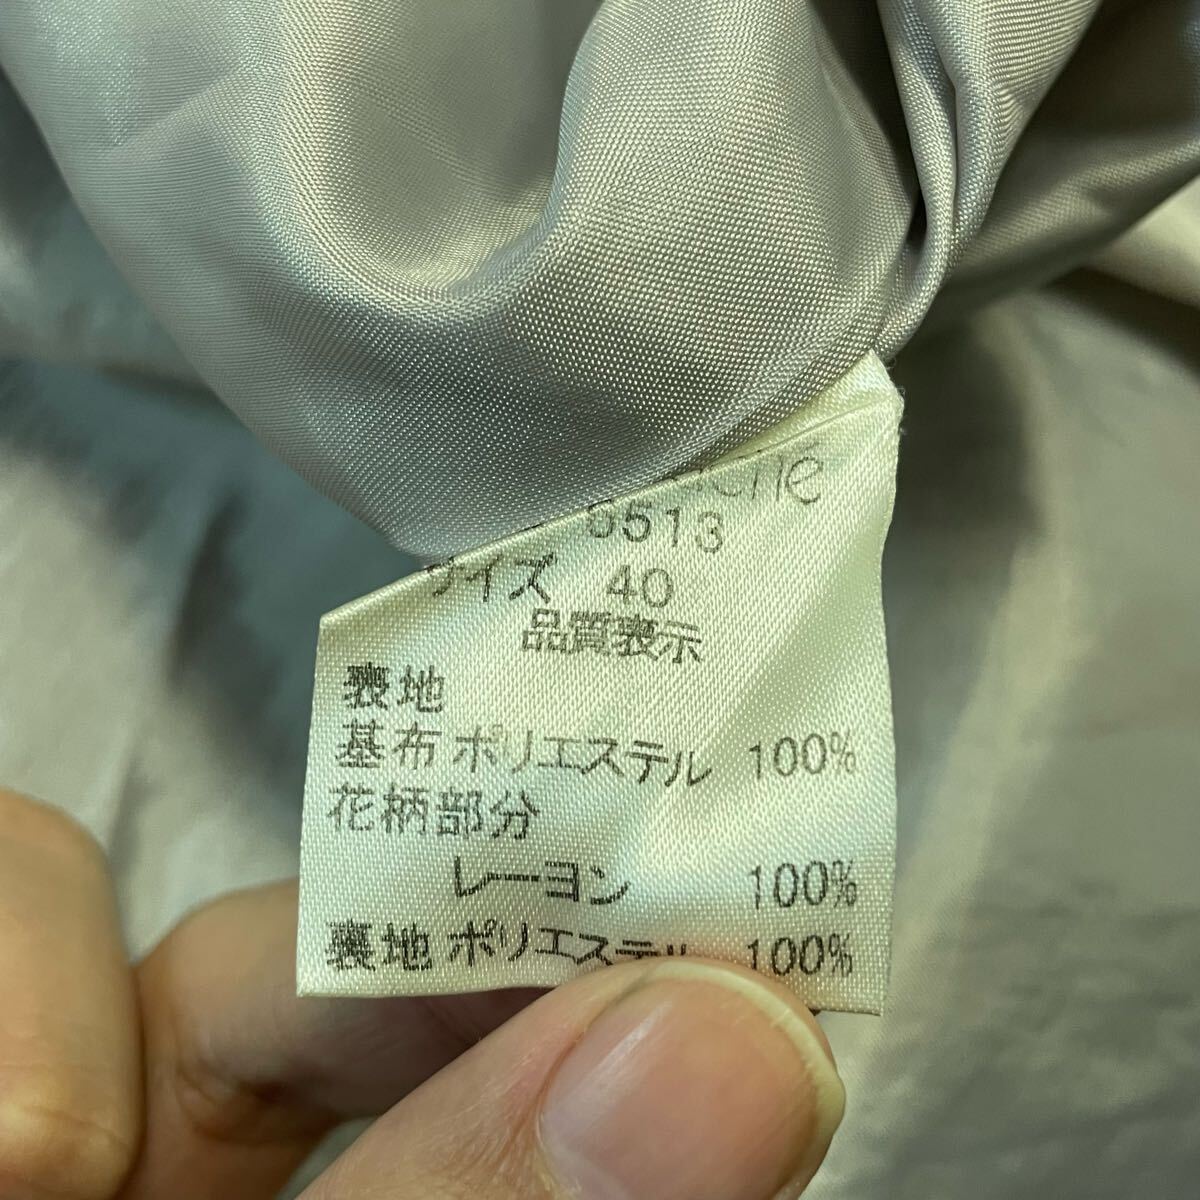 5513
サイズ 40
品質表示
表地
基布 ポリエステル 100%
花柄部分
レーヨン 100%
裏地 ポリエステル 100%